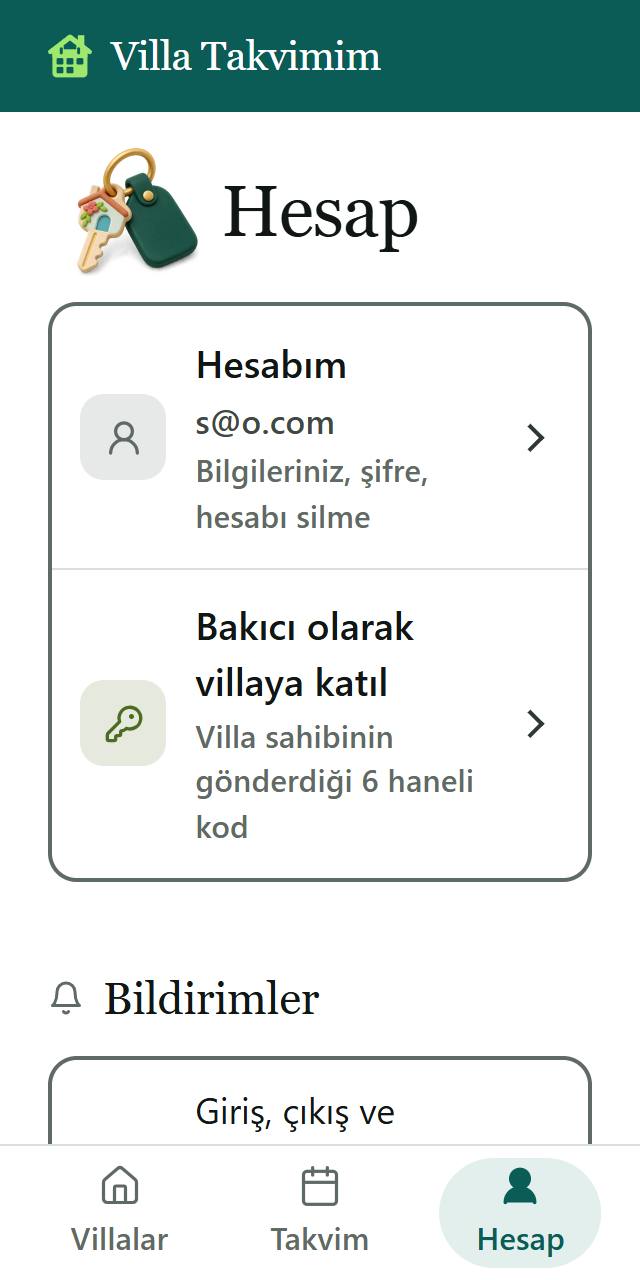 Villa Takvimim
Hesap
Hesabım
s@o.com
Bilgileriniz, şifre,
hesabı silme
Bakıcı olarak
villaya katıl
Villa sahibinin
gönderdiği 6 haneli
kod
Bildirimler
Giriş, çıkış ve
Villalar
Takvim
Hesap